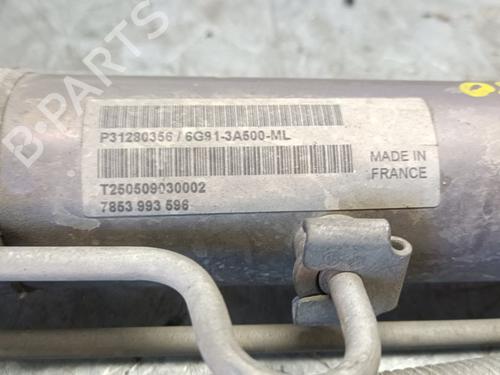 P31280356 / 6G91-3A500-ML
MADE IN
FRANCE
T250509030002
7853 993 596
B-PARTS